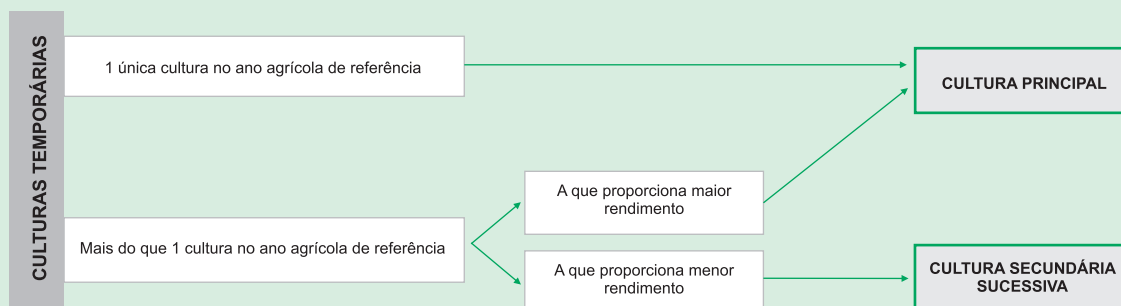 CULTURAS TEMPORÁRIAS
1 única cultura no ano agrícola de referência
CULTURA PRINCIPAL
A que proporciona maior
rendimento
Mais do que 1 cultura no ano agrícola de referência
A que proporciona menor
rendimento
CULTURA SECUNDÁRIA
SUCESSIVA